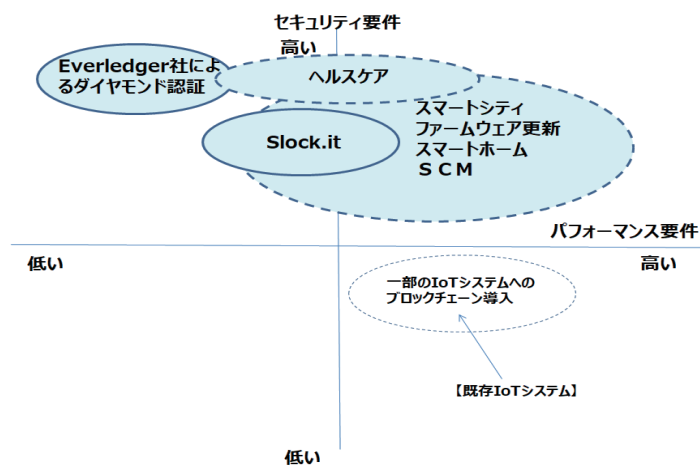 セキュリティ要件
高い
Everledger社によ
るダイヤモンド認証
ヘルスケア
スマートシティ
ファームウェア更新
スマートホーム
ＳＣＭ
Slock.it
パフォーマンス要件
低い
高い
一部のIoTシステムへの
ブロックチェーン導入
【既存IoTシステム】
低い